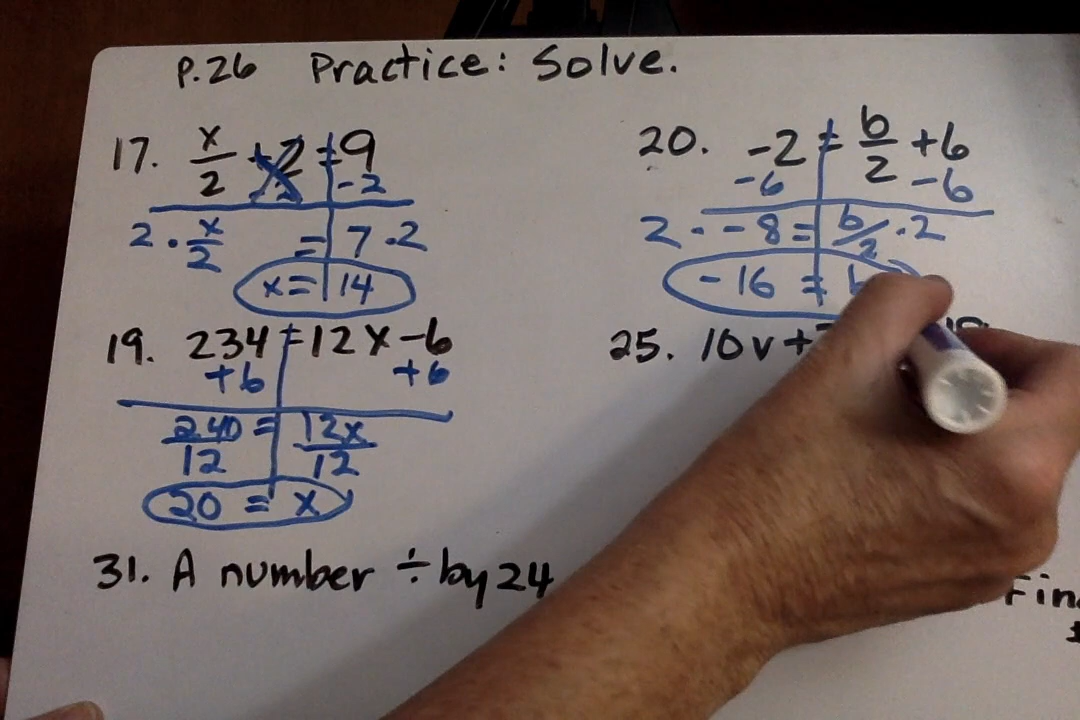 p.26 Practice: Solve.
17. x/2 +2 = 9
-2 -2
2 · x/2 = 7 · 2
x = 14
20. -2 = b/2 + 6
-6 -6
2 · -8 = b/2 · 2
-16 = b
19. 234 = 12x - 6
+6 +6
240/12 = 12x/12
20 = x
25. 10v +
31. A number ÷ by 24